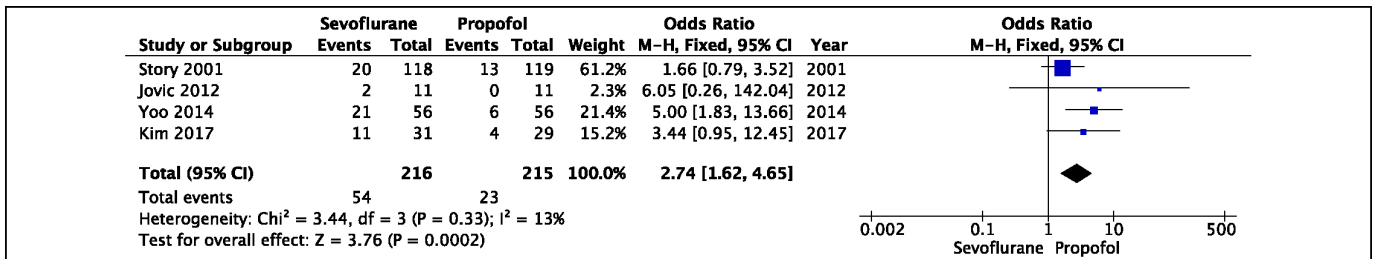 Sevoflurane Propofol Odds Ratio Odds Ratio
Study or Subgroup Events Total Events Total Weight M-H, Fixed, 95% CI Year M-H, Fixed, 95% CI
Story 2001 20 118 13 119 61.2% 1.66 [0.79, 3.52] 2001
Jovic 2012 2 11 0 11 2.3% 6.05 [0.26, 142.04] 2012
Yoo 2014 21 56 6 56 21.4% 5.00 [1.83, 13.66] 2014
Kim 2017 11 31 4 29 15.2% 3.44 [0.95, 12.45] 2017
Total (95% CI) 216 215 100.0% 2.74 [1.62, 4.65]
Total events 54 23
Heterogeneity: Chi² = 3.44, df = 3 (P = 0.33); I² = 13%
Test for overall effect: Z = 3.76 (P = 0.0002)
0.002 0.1 1 10 500
Sevoflurane Propofol